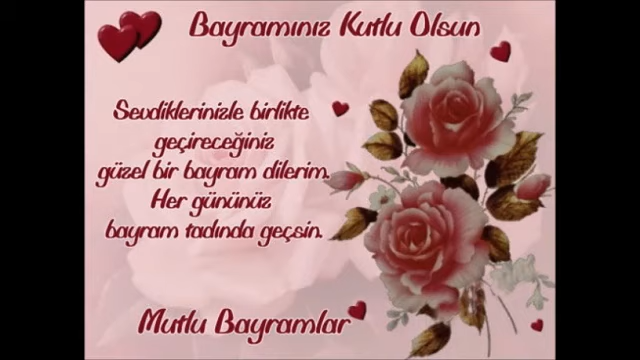 Bayramınız Kutlu Olsun
Sevdiklerinizle birlikte
geçireceğiniz
güzel bir bayram dilerim.
Her gününüz
bayram tadında geçsin.
Mutlu Bayramlar